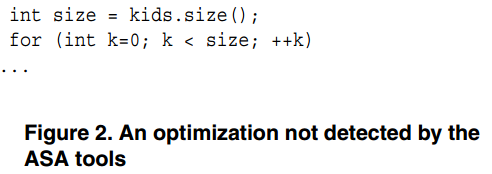 int size = kids.size();
for (int k=0; k < size; ++k)
...
Figure 2. An optimization not detected by the
ASA tools